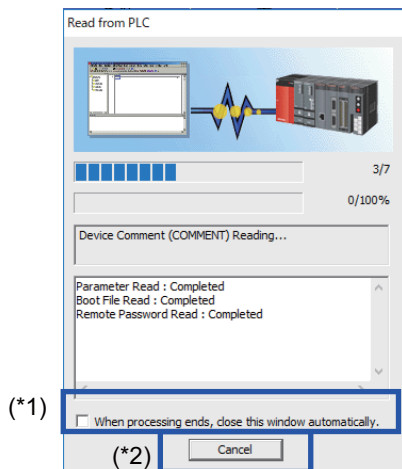 Read from PLC
3/7
0/100%
Device Comment (COMMENT) Reading...
Parameter Read : Completed
Boot File Read : Completed
Remote Password Read : Completed
(*1)
When processing ends, close this window automatically.
(*2)
Cancel